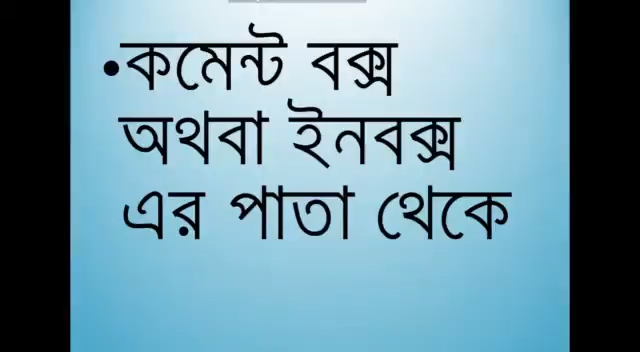 •কমেন্ট বক্স
অথবা ইনবক্স
এর পাতা থেকে